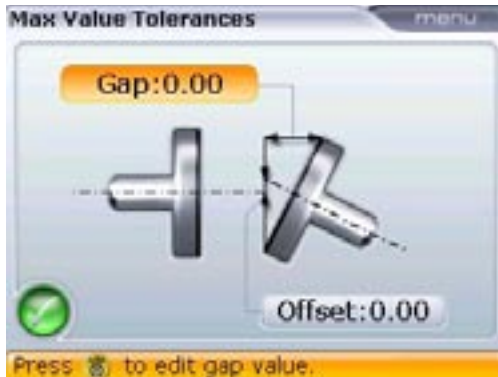 Max Value Tolerances menu
Gap:0.00
Offset:0.00
Press to edit gap value.